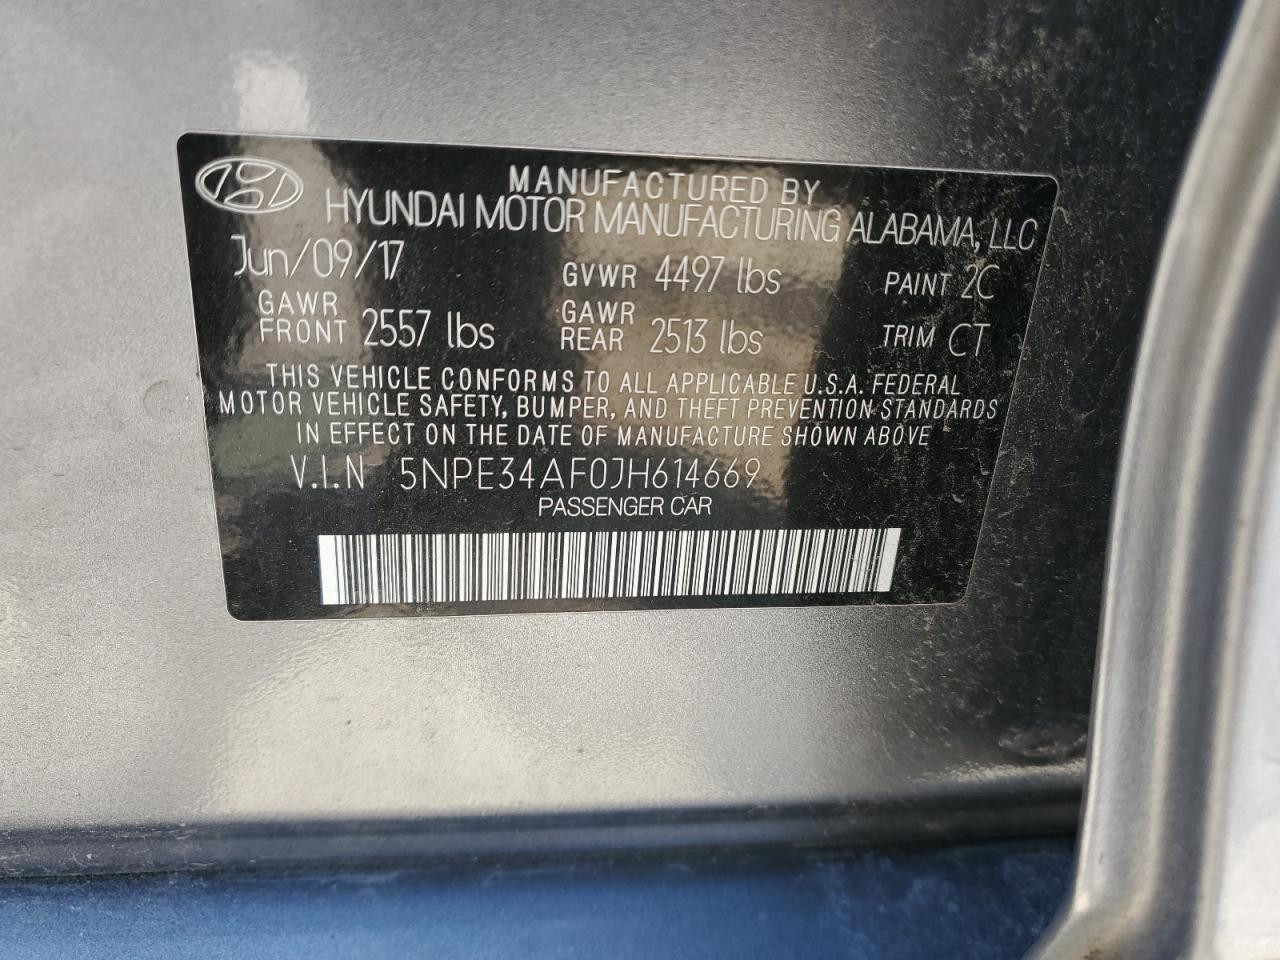 MANUFACTURED BY
HYUNDAI MOTOR MANUFACTURING ALABAMA, LLC
Jun/09/17 GVWR 4497 lbs PAINT 2C
GAWR FRONT 2557 lbs GAWR REAR 2513 lbs TRIM CT
THIS VEHICLE CONFORMS TO ALL APPLICABLE U.S.A. FEDERAL
MOTOR VEHICLE SAFETY, BUMPER, AND THEFT PREVENTION STANDARDS
IN EFFECT ON THE DATE OF MANUFACTURE SHOWN ABOVE
V.I.N 5NPE34AF0JH614669
PASSENGER CAR